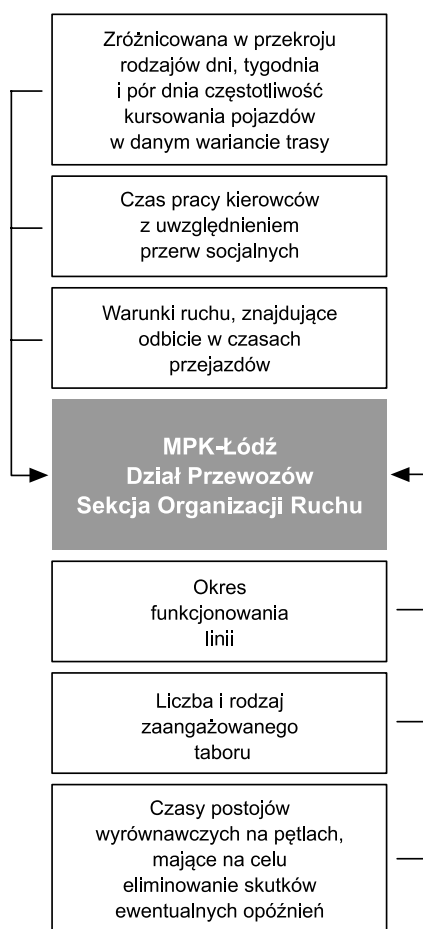 Zróżnicowana w przekroju
rodzajów dni, tygodnia
i pór dnia częstotliwość
kursowania pojazdów
w danym wariancie trasy
Czas pracy kierowców
z uwzględnieniem
przerw socjalnych
Warunki ruchu, znajdujące
odbicie w czasach
przejazdów
MPK-Łódź
Dział Przewozów
Sekcja Organizacji Ruchu
Okres
funkcjonowania
linii
Liczba i rodzaj
zaangażowanego
taboru
Czasy postojów
wyrównawczych na pętlach,
mające na celu
eliminowanie skutków
ewentualnych opóźnień